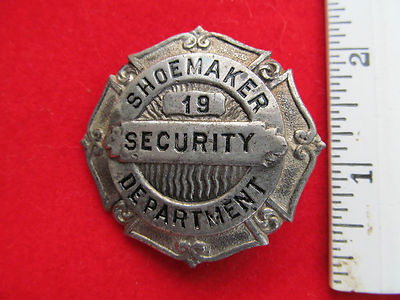 SHOEMAKER
19
SECURITY
DEPARTMENT
1
2